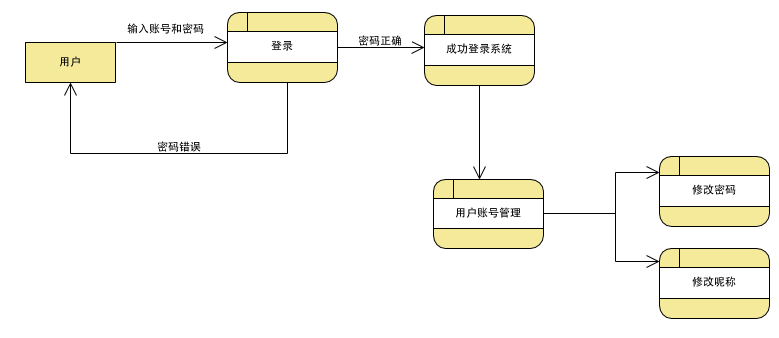 输入账号和密码
用户
登录
密码正确
成功登录系统
密码错误
用户账号管理
修改密码
修改昵称